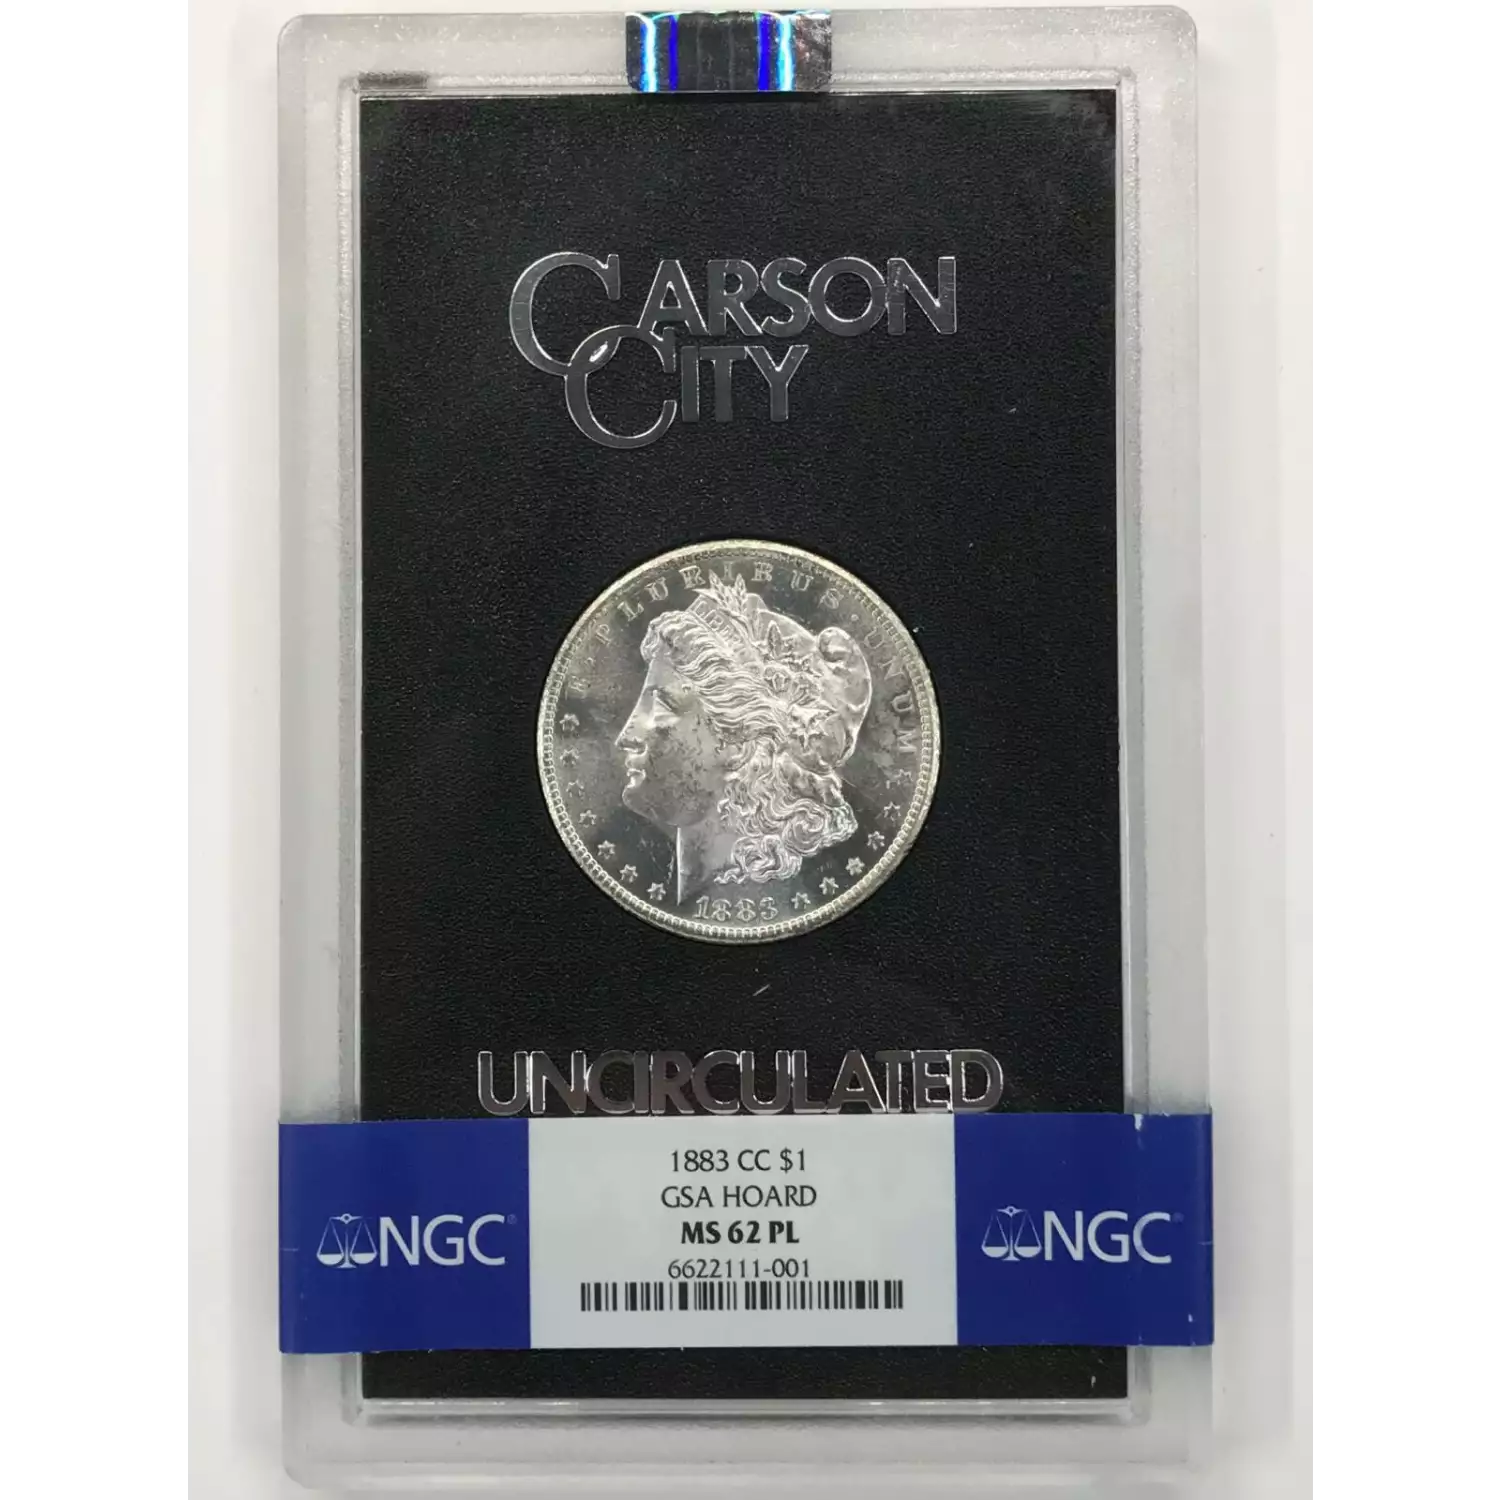 CARSON
CITY
E·PLURIBUS·UNUM
LIBERTY
1883
UNCIRCULATED
NGC®
1883 CC $1
GSA HOARD
MS 62 PL
6622111-001
NGC®